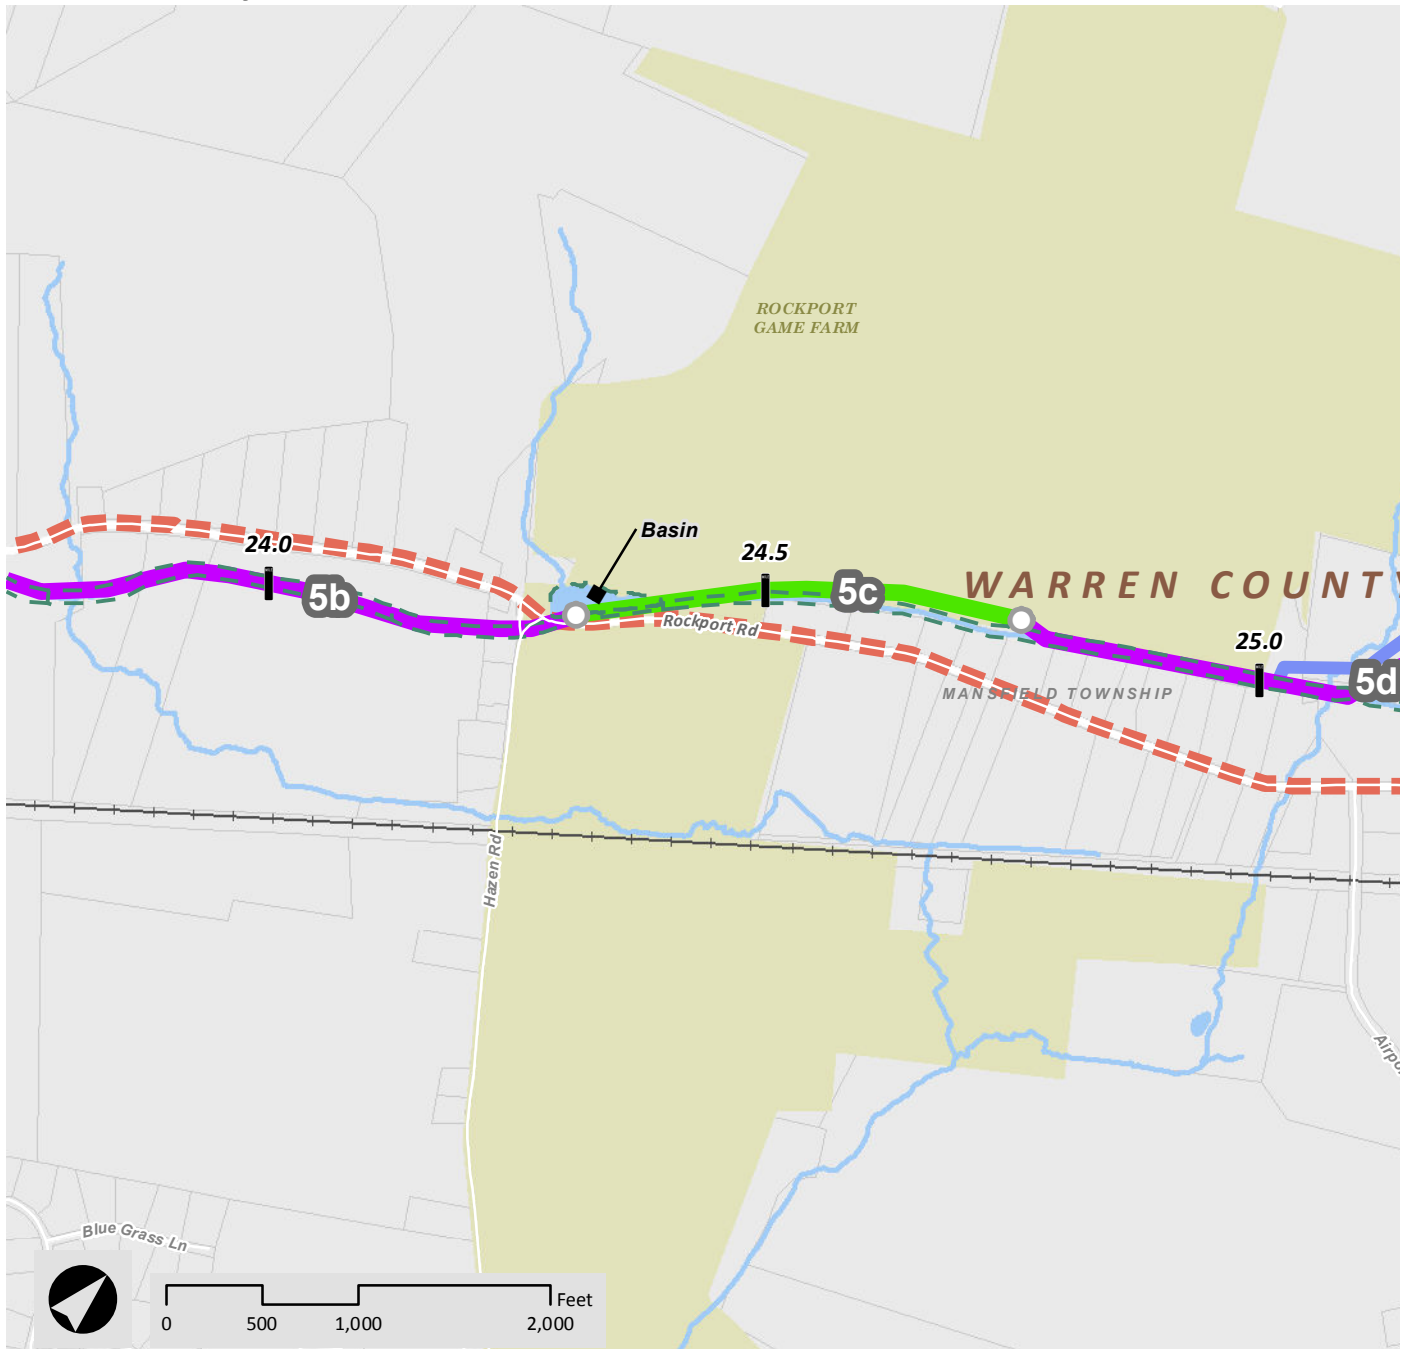 ROCKPORT
GAME FARM
Basin
24.0
24.5
5b
5c
WARREN COUNTY
Rockport Rd
25.0
MANSFIELD TOWNSHIP
5d
Hazen Rd
Blue Grass Ln
Feet
0 500 1,000 2,000